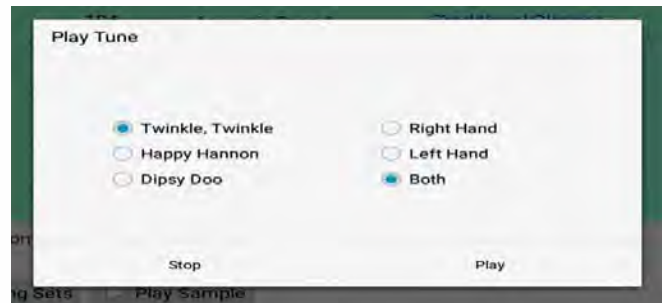 Play Tune
Twinkle, Twinkle
Right Hand
Happy Hannon
Left Hand
Dipsy Doo
Both
Stop
Play
Play Sample